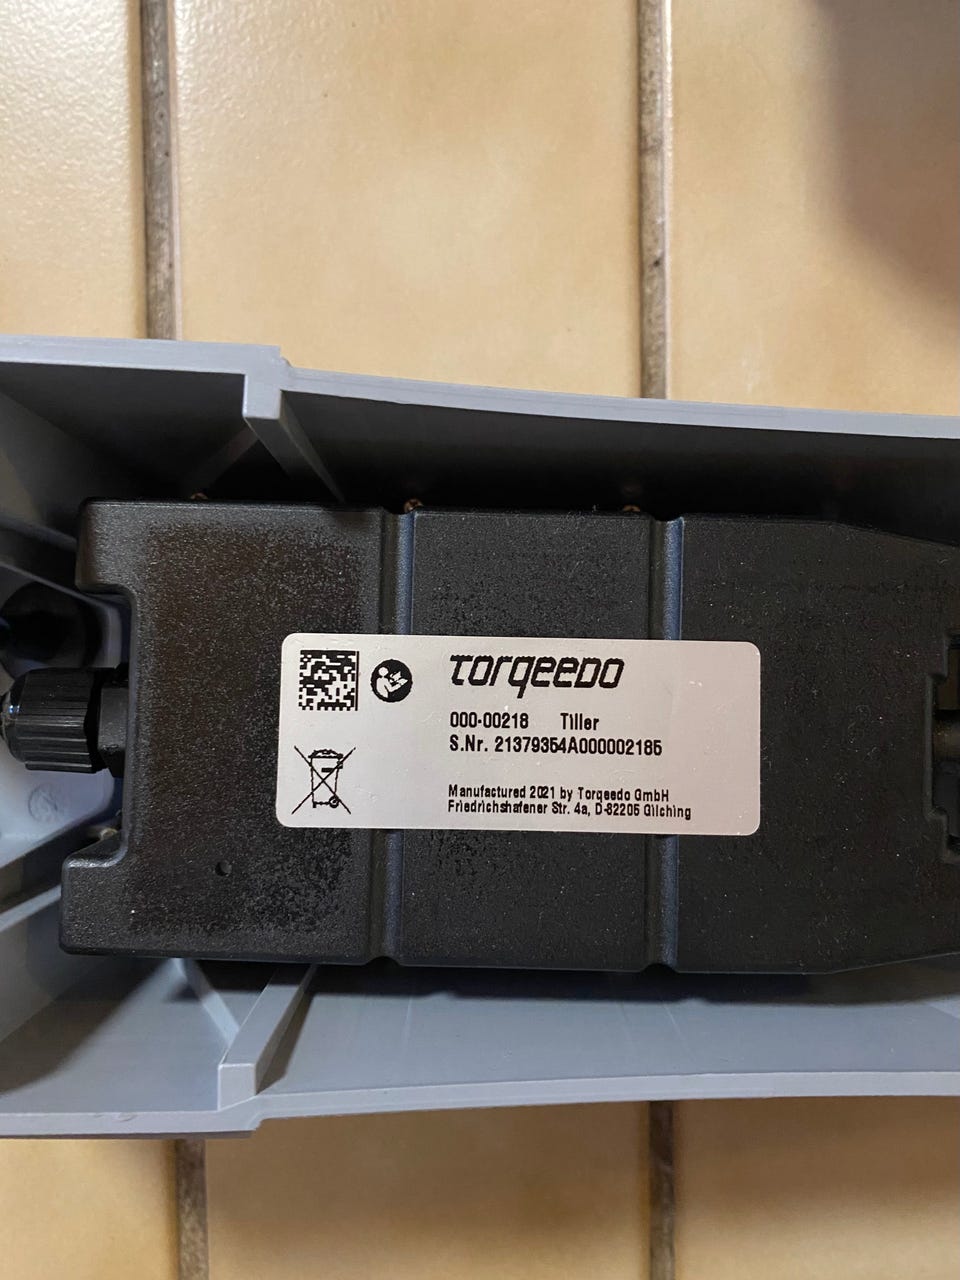 TorqeeDo
000-00218 Tiller
S.Nr. 21379354A000002185
Manufactured 2021 by Torqeedo GmbH
Friedrichshafener Str. 4a, D-82205 Gilching